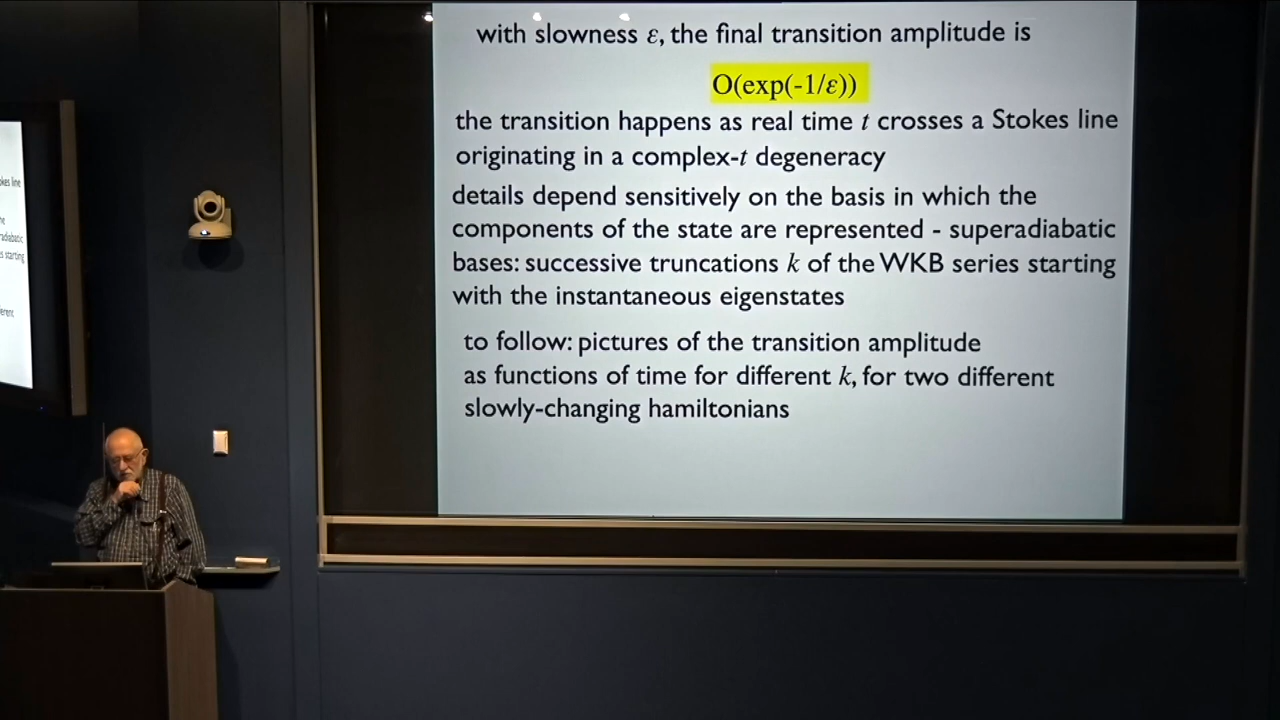 with slowness ε, the final transition amplitude is
O(exp(-1/ε))
the transition happens as real time t crosses a Stokes line
originating in a complex-t degeneracy
details depend sensitively on the basis in which the
components of the state are represented - superadiabatic
bases: successive truncations k of the WKB series starting
with the instantaneous eigenstates
to follow: pictures of the transition amplitude
as functions of time for different k, for two different
slowly-changing hamiltonians